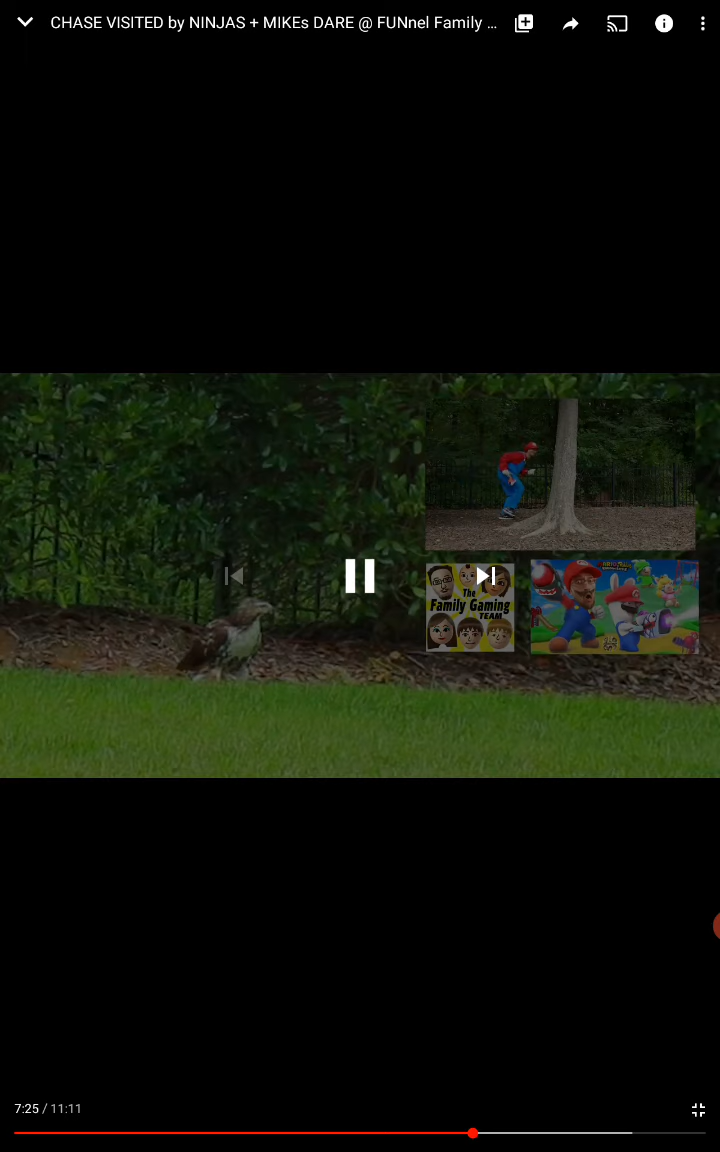 CHASE VISITED by NINJAS + MIKEs DARE @ FUNnel Family ...
The
Family Gaming
TEAM
7:25 / 11:11